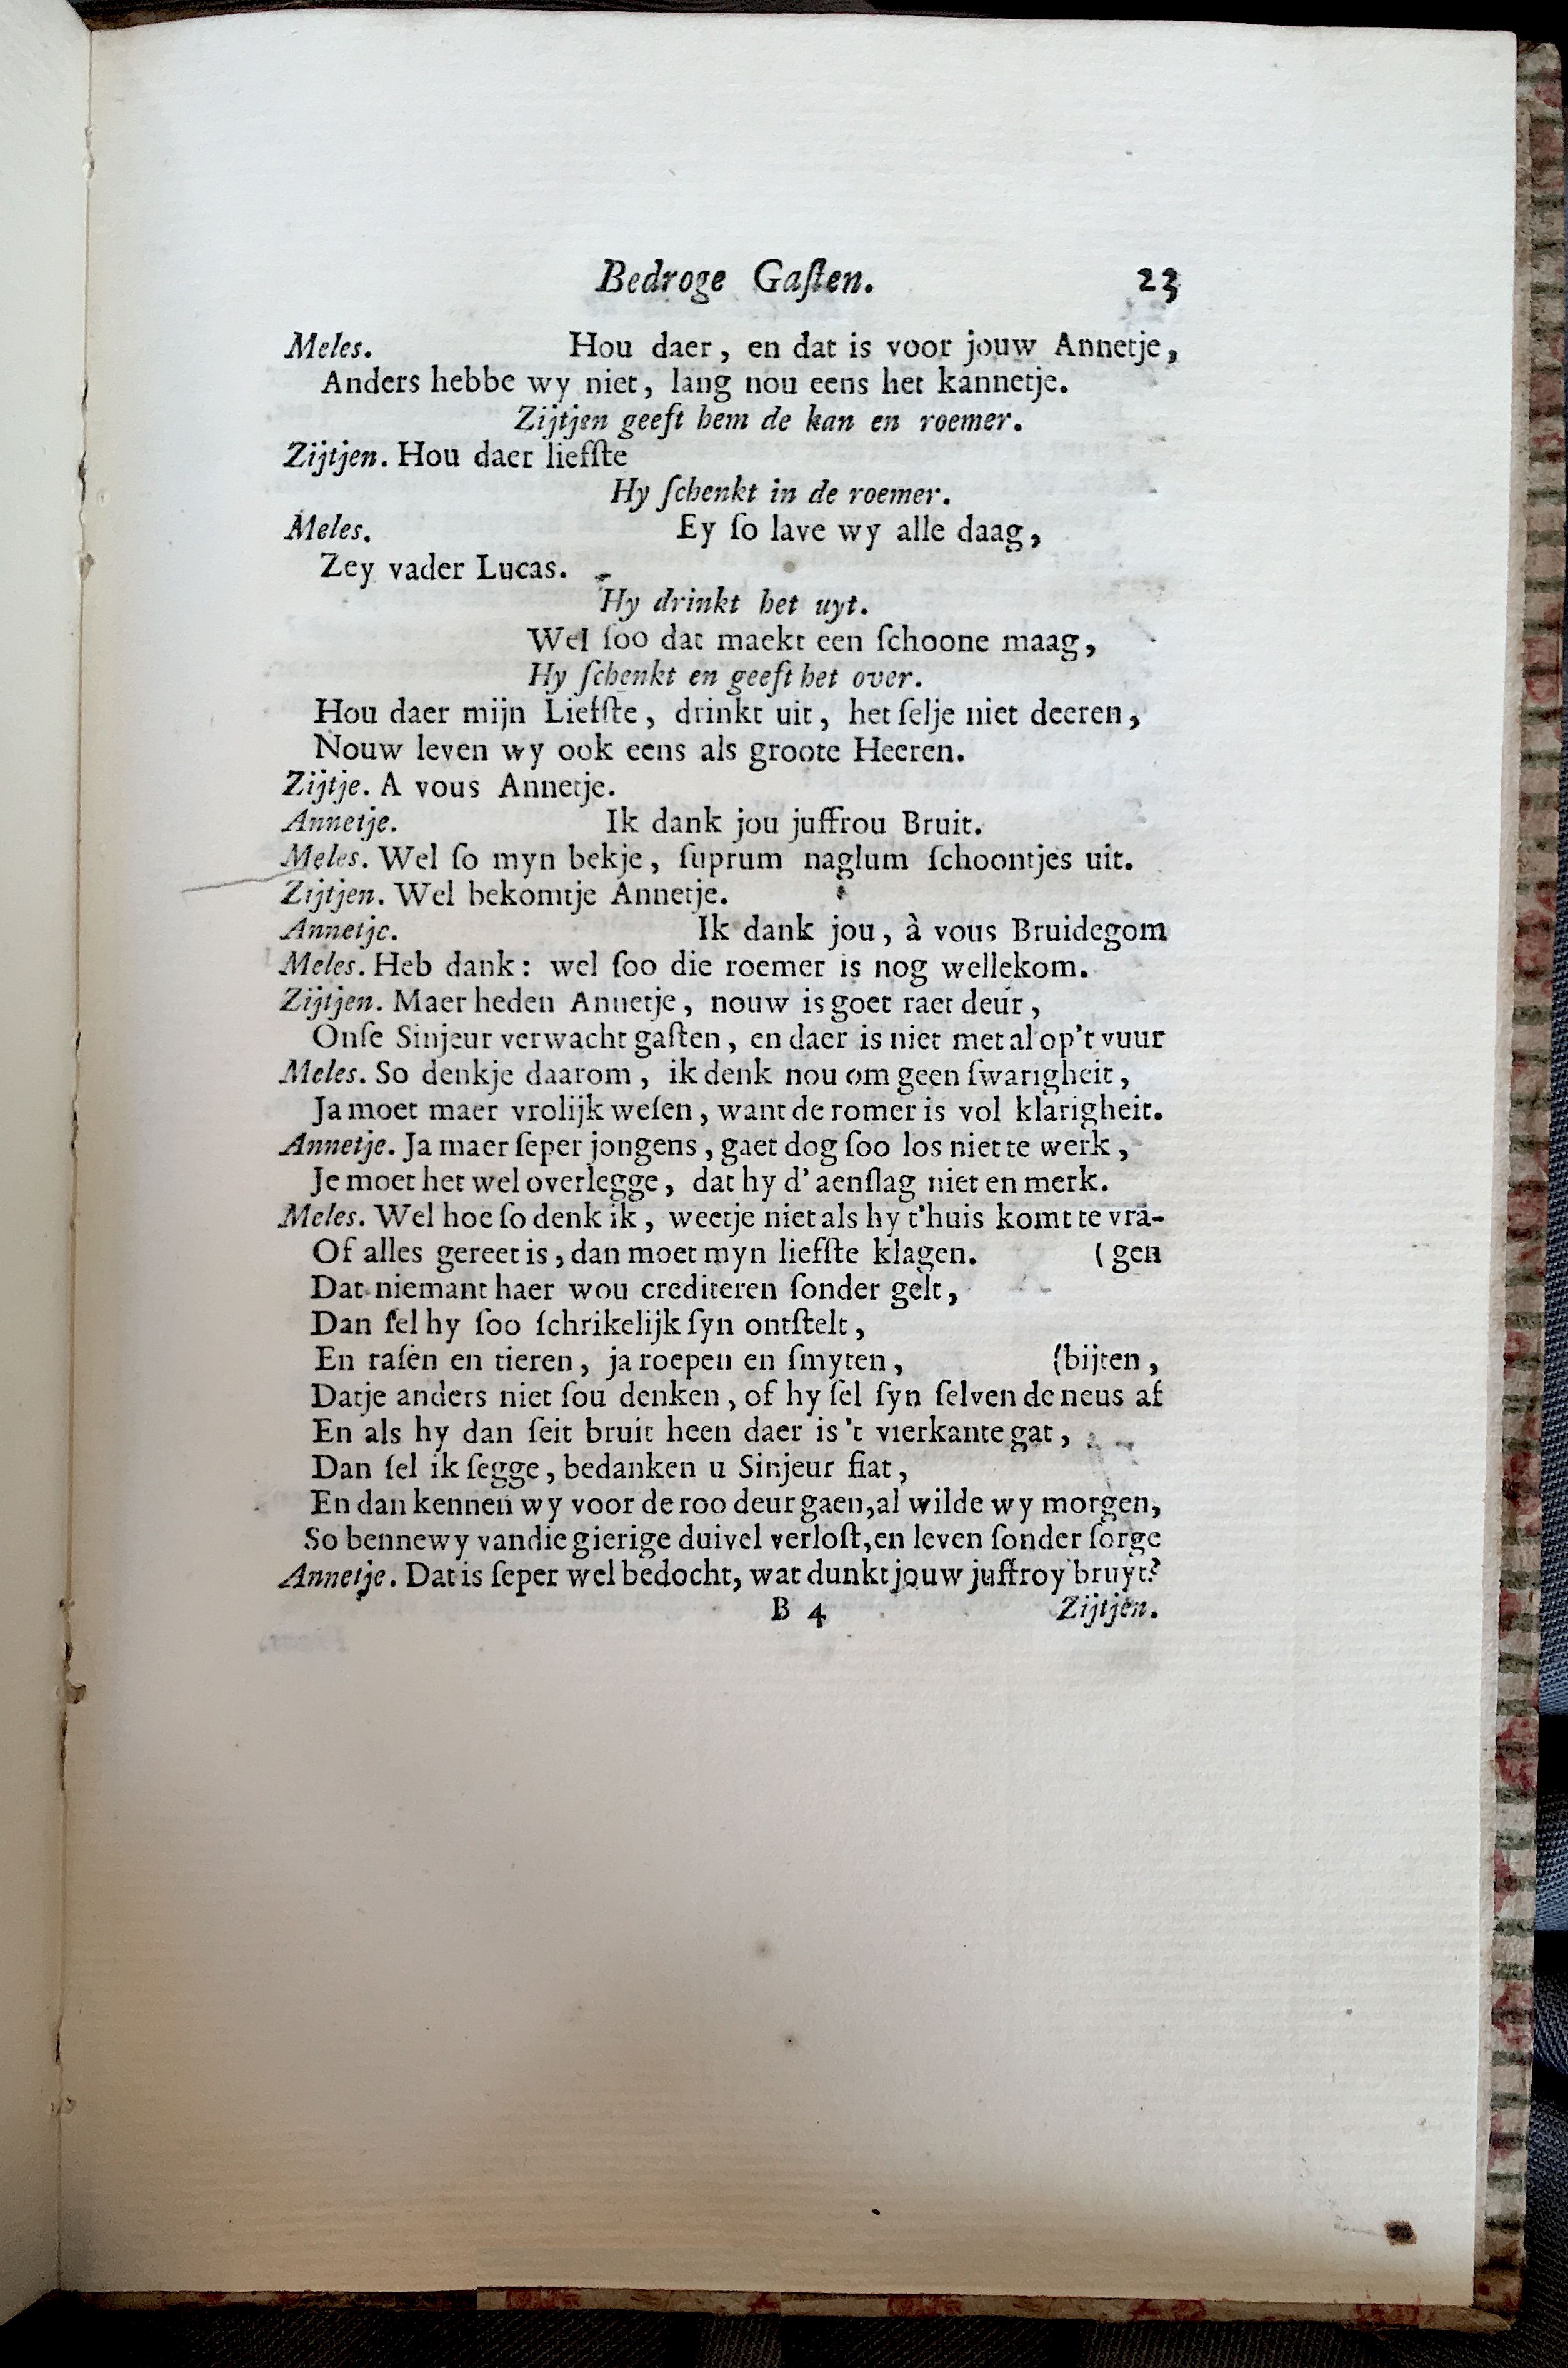 Bedroge Gaſten. 23
Meles. Hou daer, en dat is voor jouw Annetje,
Anders hebbe wy niet, lang nou eens het kannetje.
Zijtjen geeft hem de kan en roemer.
Zijtjen. Hou daer liefſte
Hy ſchenkt in de roemer.
Meles. Ey ſo lave wy alle daag,
Zey vader Lucas.
Hy drinkt het uyt.
Wel ſoo dat maekt een ſchoone maag,
Hy ſchenkt en geeft het over.
Hou daer mijn Liefſte, drinkt uit, het ſelje niet deeren,
Nouw leven wy ook eens als groote Heeren.
Zijtje. A vous Annetje.
Annetje. Ik dank jou juffrou Bruit.
Meles. Wel ſo myn bekje, ſuprum naglum ſchoontjes uit.
Zijtjen. Wel bekomtje Annetje.
Annetje. Ik dank jou, à vous Bruidegom
Meles. Heb dank: wel ſoo die roemer is nog wellekom.
Zijtjen. Maer heden Annetje, nouw is goet raet deur,
Onſe Sinjeur verwacht gaſten, en daer is niet met al op't vuur
Meles. So denkje daarom, ik denk nou om geen ſwarigheit,
Ja moet maer vrolijk weſen, want de romer is vol klarigheit.
Annetje. Ja maer ſeper jongens, gaet dog ſoo los niet te werk,
Je moet het wel overlegge, dat hy d' aenſlag niet en merk.
Meles. Wel hoe ſo denk ik, weetje niet als hy t'huis komt te vra-
Of alles gereet is, dan moet myn liefſte klagen. (gen
Dat niemant haer wou crediteren ſonder gelt,
Dan ſel hy ſoo ſchrikelijk ſyn ontſtelt,
En raſen en tieren, ja roepen en ſmyten, (bijten,
Datje anders niet ſou denken, of hy ſel ſyn ſelven de neus af
En als hy dan ſeit bruit heen daer is 't vierkante gat,
Dan ſel ik ſegge, bedanken u Sinjeur fiat,
En dan kennen wy voor de roo deur gaen, al wilde wy morgen,
So benne wy van die gierige duivel verloſt, en leven ſonder ſorge
Annetje. Dat is ſeper wel bedocht, wat dunkt jouw juffroy bruyt?
B 4 Zijtjen.